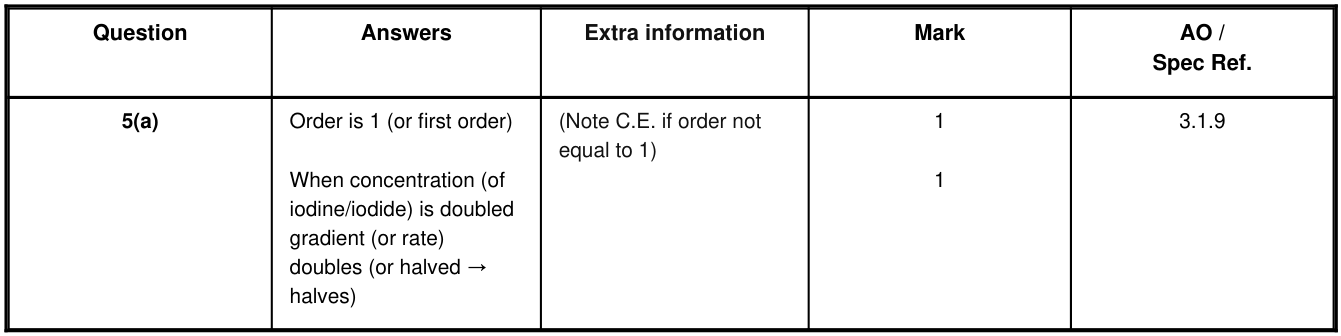 Question Answers Extra information Mark AO /
Spec Ref.
5(a) Order is 1 (or first order) (Note C.E. if order not 1 3.1.9
equal to 1)
When concentration (of 1
iodine/iodide) is doubled
gradient (or rate)
doubles (or halved →
halves)